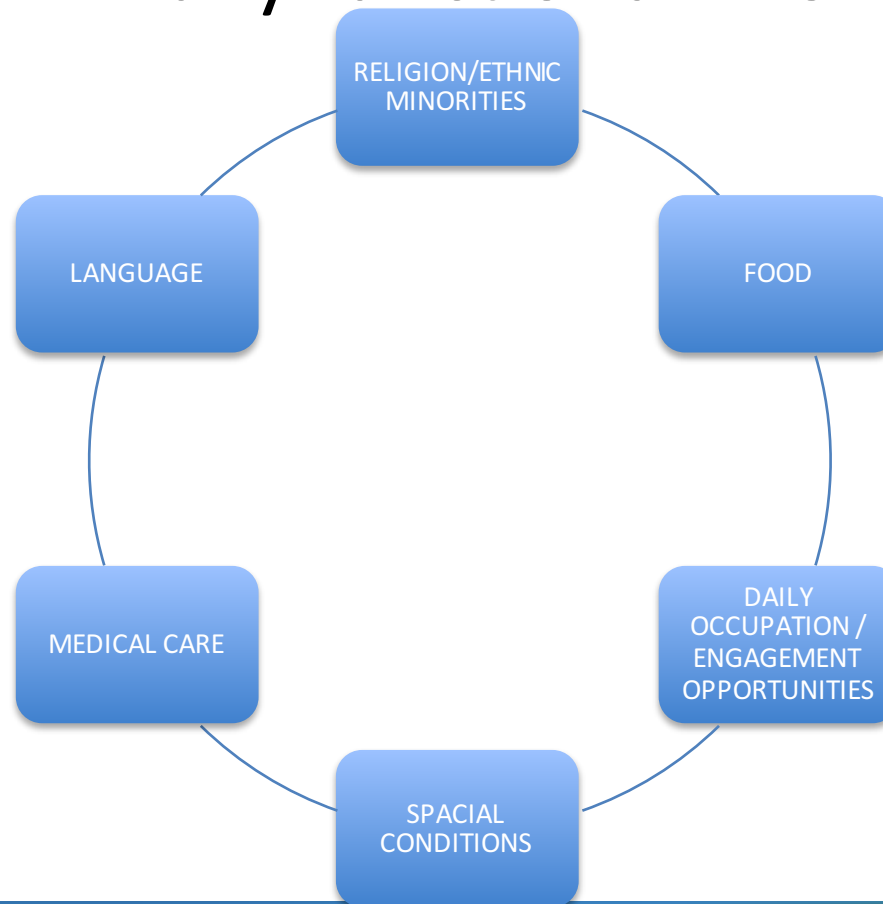 RELIGION/ETHNIC
MINORITIES
LANGUAGE
FOOD
MEDICAL CARE
DAILY
OCCUPATION /
ENGAGEMENT
OPPORTUNITIES
SPACIAL
CONDITIONS